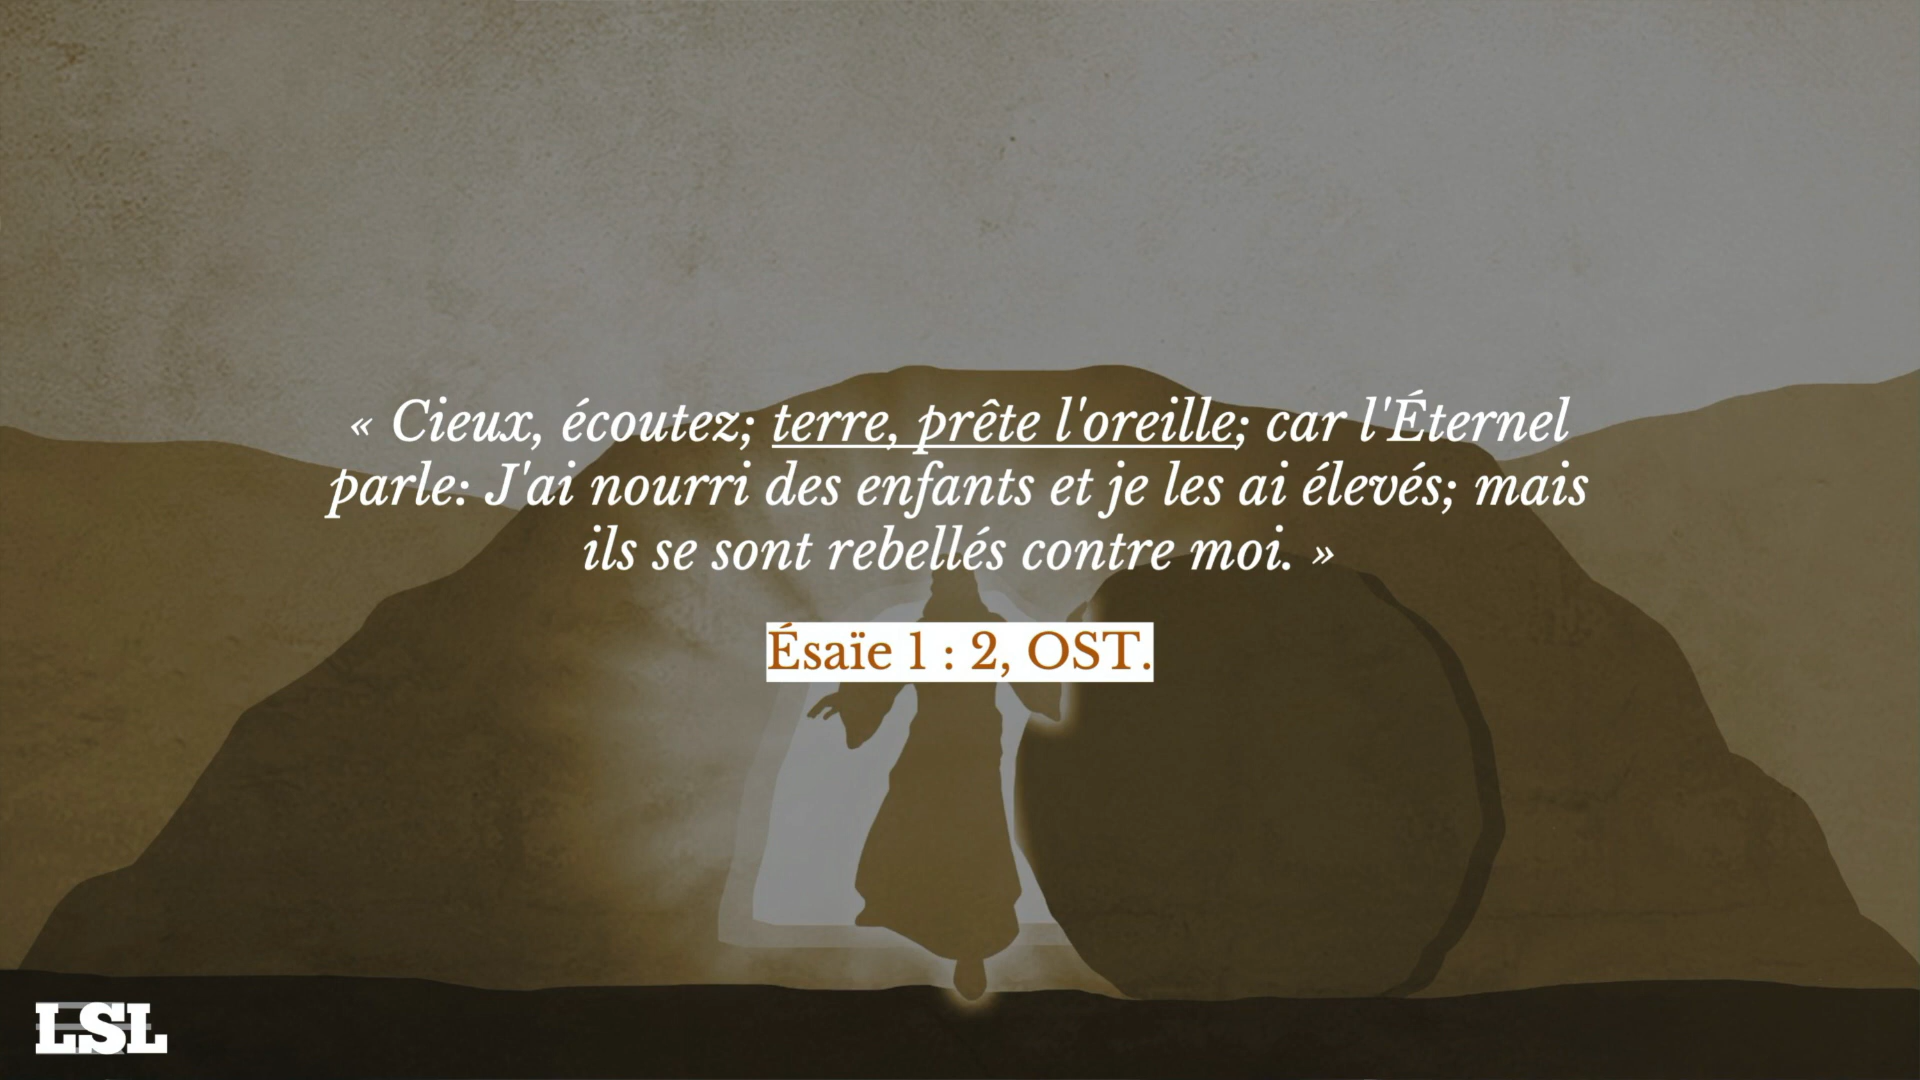 « Cieux, écoutez; terre, prête l'oreille; car l'Éternel
parle: J'ai nourri des enfants et je les ai élevés; mais
ils se sont rebellés contre moi. »
Ésaïe 1 : 2, OST.
LSL